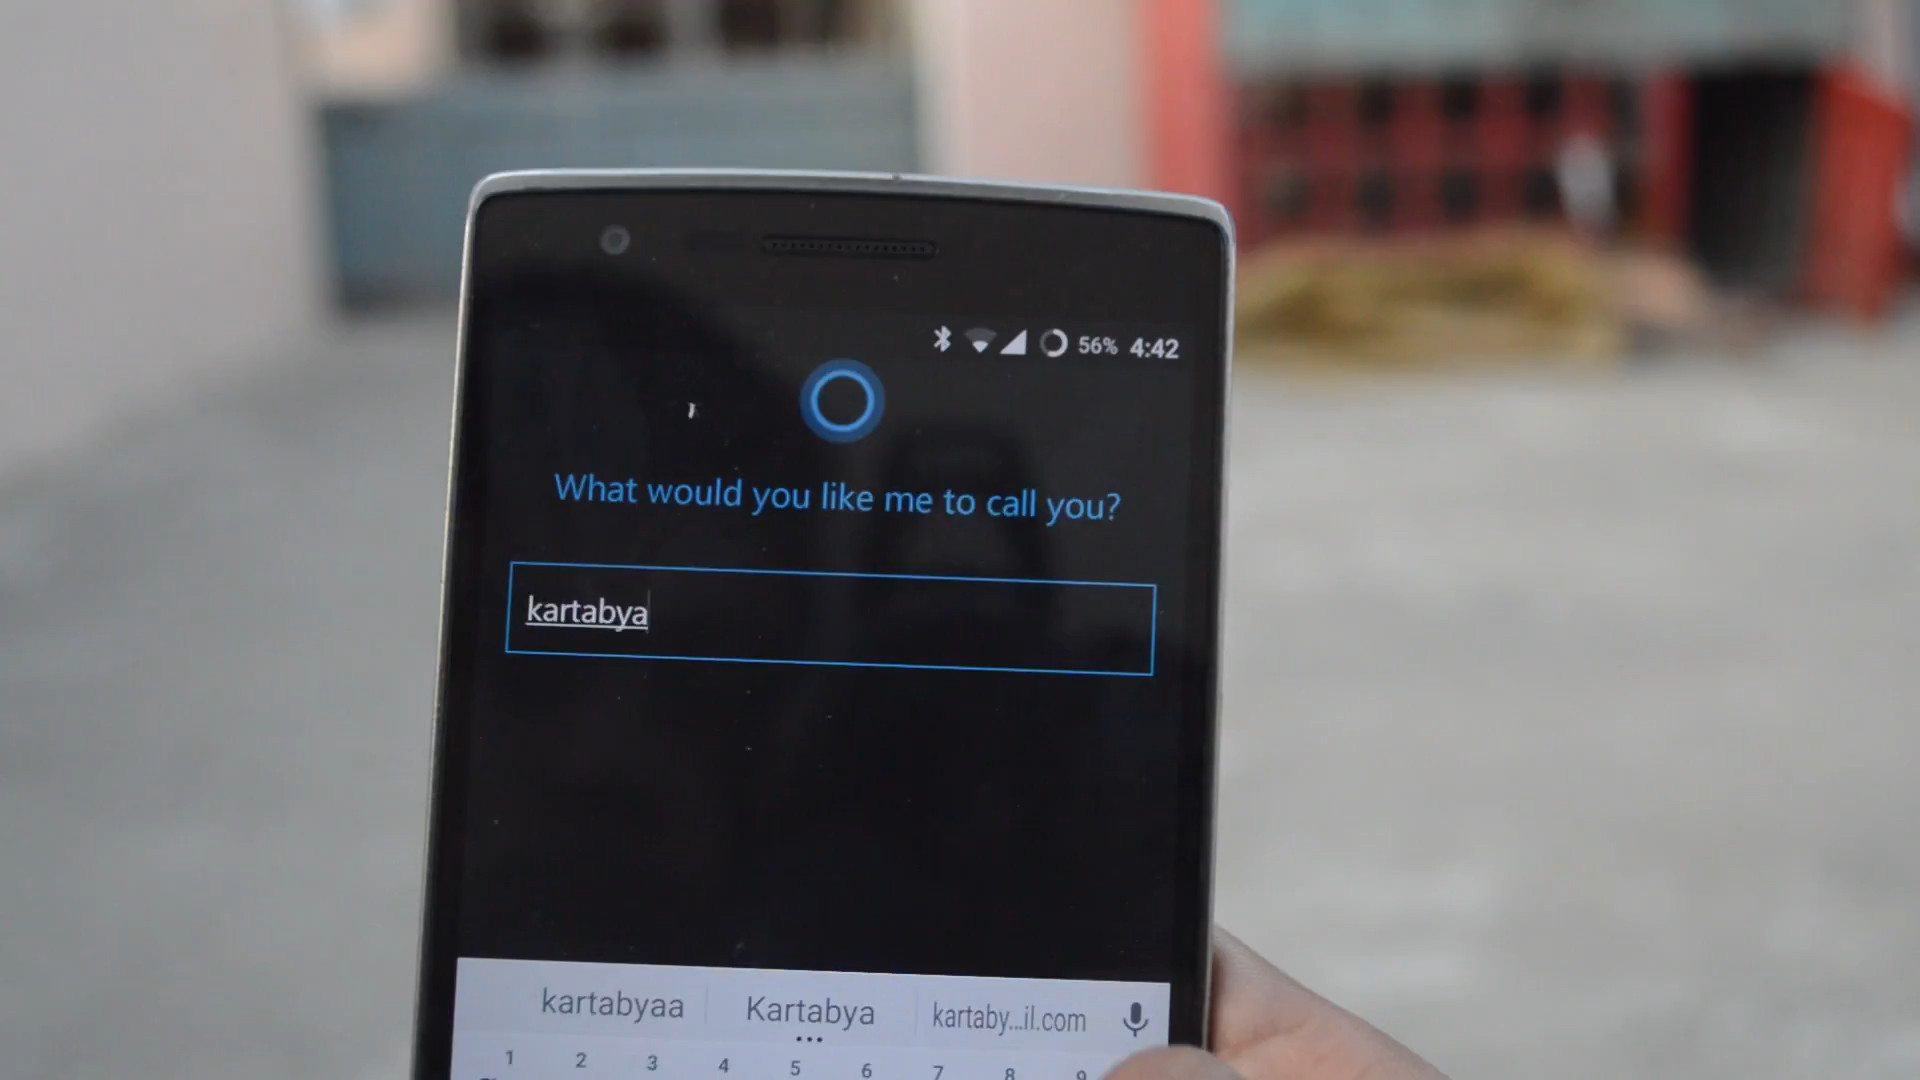 56% 4:42
What would you like me to call you?
kartabya
kartabyaa Kartabya kartaby...il.com
1 2 3 4 5 6 7 8 9